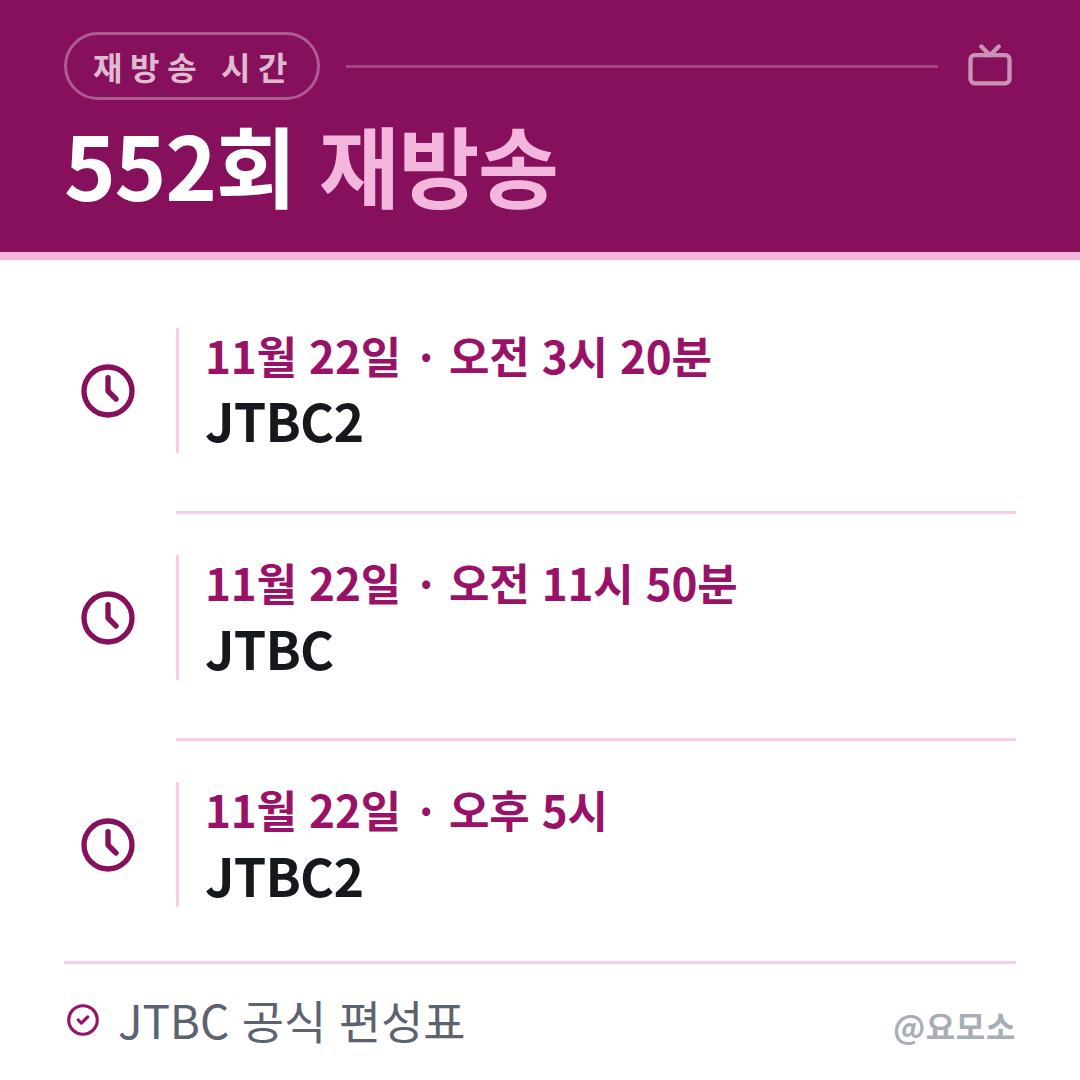 재방송 시간
552회 재방송
11월 22일 · 오전 3시 20분
JTBC2
11월 22일 · 오전 11시 50분
JTBC
11월 22일 · 오후 5시
JTBC2
JTBC 공식 편성표
@요모소